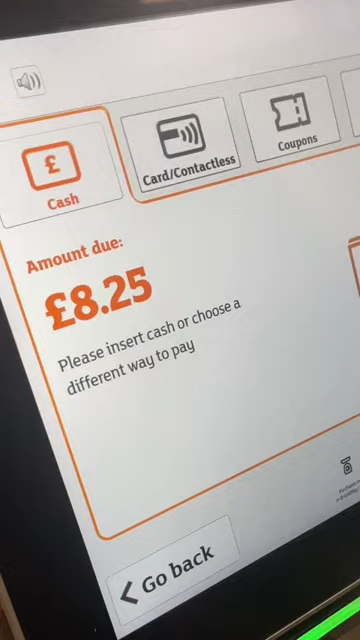 £
Cash
Card/Contactless
Coupons
Amount due:
£8.25
Please insert cash or choose a
different way to pay
Go back